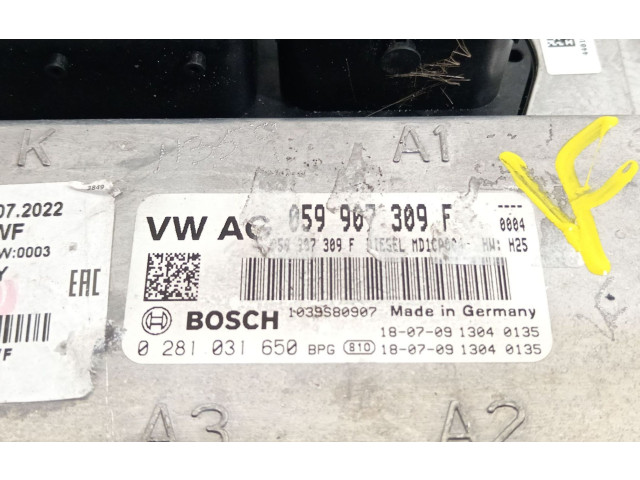 K
A1
3849
07.2022
VF
W:0003
Y
EAC
VW AG 059 907 309 F
0004
059 907 309 F DIESEL HW: H25
BOSCH 1039S80907 Made in Germany
18-07-09 1304 0135
0 281 031 650 BPG 810 18-07-09 1304 0135
A3
A2